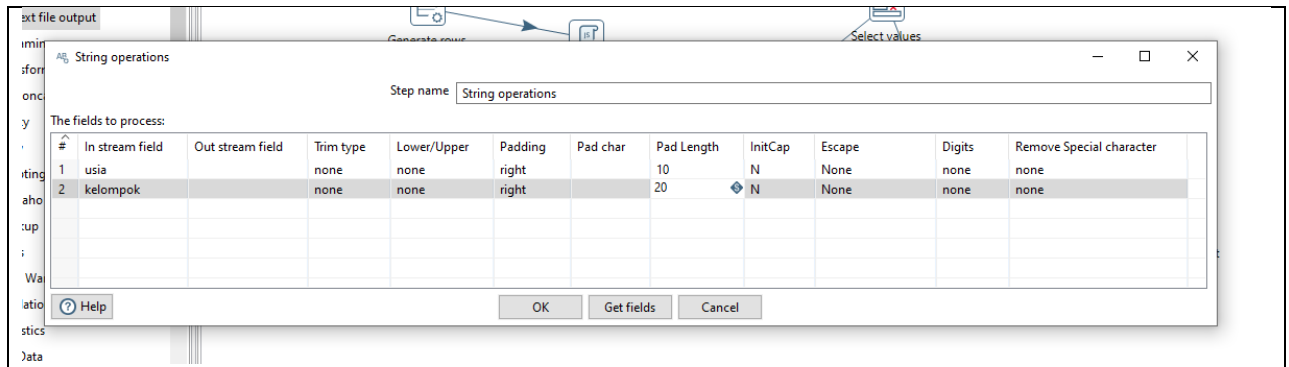 ext file output
Generate rows
JS
Select values
String operations
Step name String operations
The fields to process:
# In stream field Out stream field Trim type Lower/Upper Padding Pad char Pad Length InitCap Escape Digits Remove Special character
1 usia none none right 10 N None none none
2 kelompok none none right 20 S N None none none
? Help OK Get fields Cancel
stics
Data